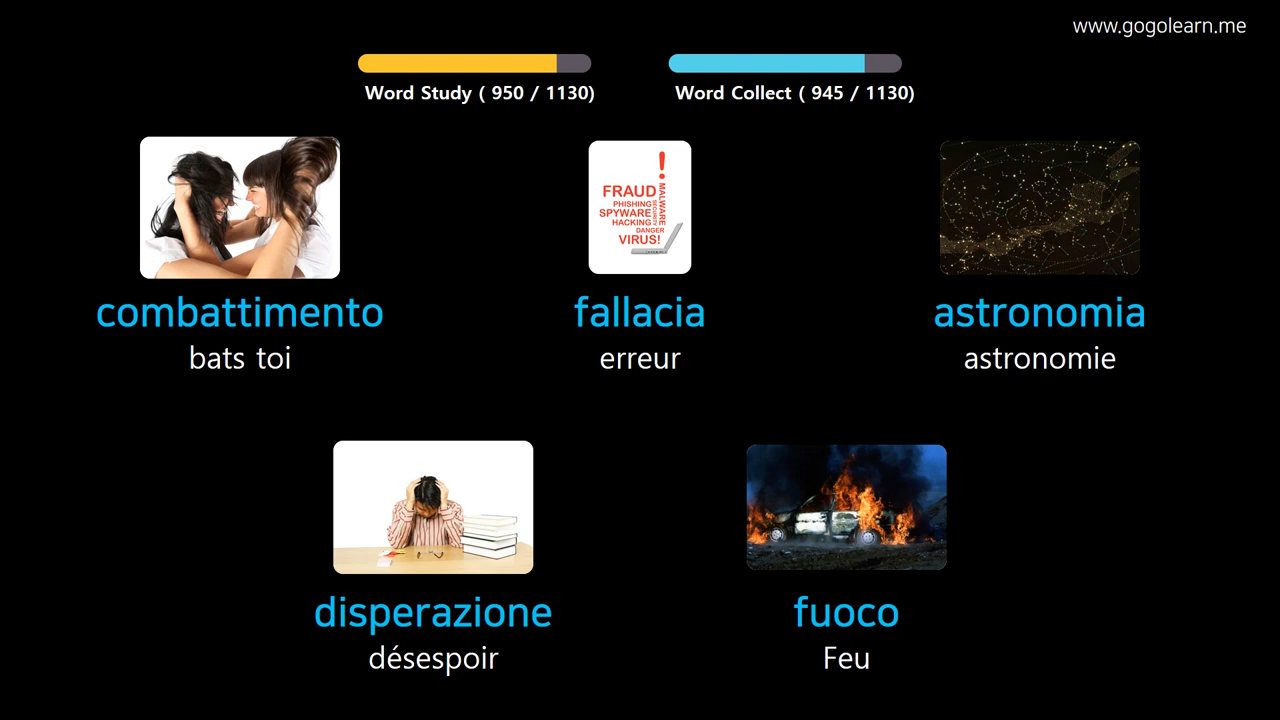 www.gogolearn.me
Word Study ( 950 / 1130)
Word Collect ( 945 / 1130)
FRAUD
PHISHING
SPYWARE
HACKING
DANGER
VIRUS!
MALWARE
SECURITY
!
combattimento
bats toi
fallacia
erreur
astronomia
astronomie
disperazione
désespoir
fuoco
Feu